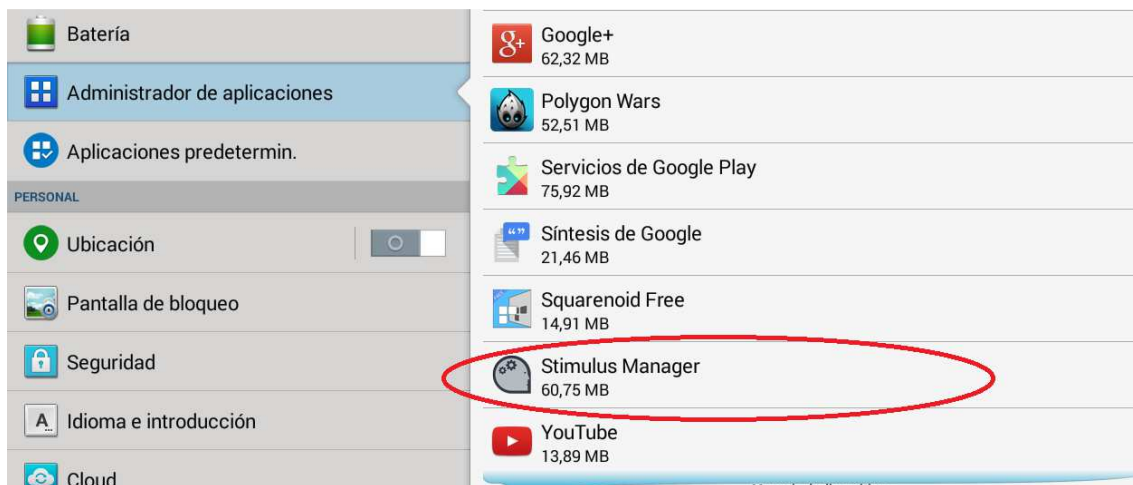 Batería
Administrador de aplicaciones
Aplicaciones predetermin.
PERSONAL
Ubicación
Pantalla de bloqueo
Seguridad
Idioma e introducción
Cloud
Google+
62,32 MB
Polygon Wars
52,51 MB
Servicios de Google Play
75,92 MB
Síntesis de Google
21,46 MB
Squarenoid Free
14,91 MB
Stimulus Manager
60,75 MB
YouTube
13,89 MB